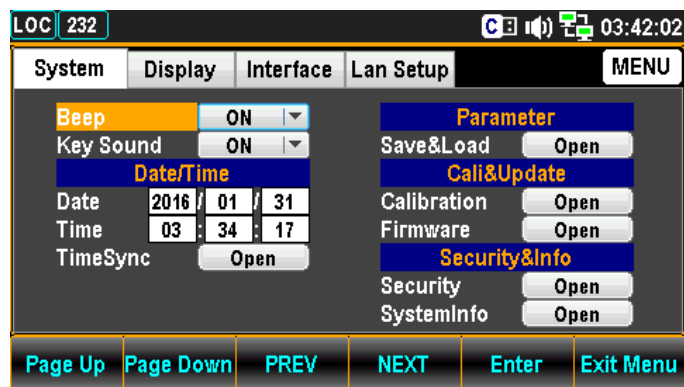 LOC 232 C 03:42:02
System Display Interface Lan Setup MENU
Beep ON
Key Sound ON
Date/Time
Date 2016 / 01 / 31
Time 03 : 34 : 17
TimeSync Open
Parameter
Save&Load Open
Cali&Update
Calibration Open
Firmware Open
Security&Info
Security Open
SystemInfo Open
Page Up Page Down PREV NEXT Enter Exit Menu